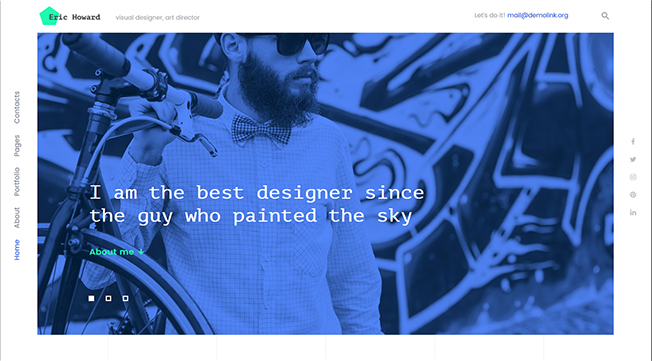 Eric Howard
visual designer, art director
Let's do it! mail@demolink.org
Contacts
Pages
Portfolio
About
Home
I am the best designer since
the guy who painted the sky
About me ↓